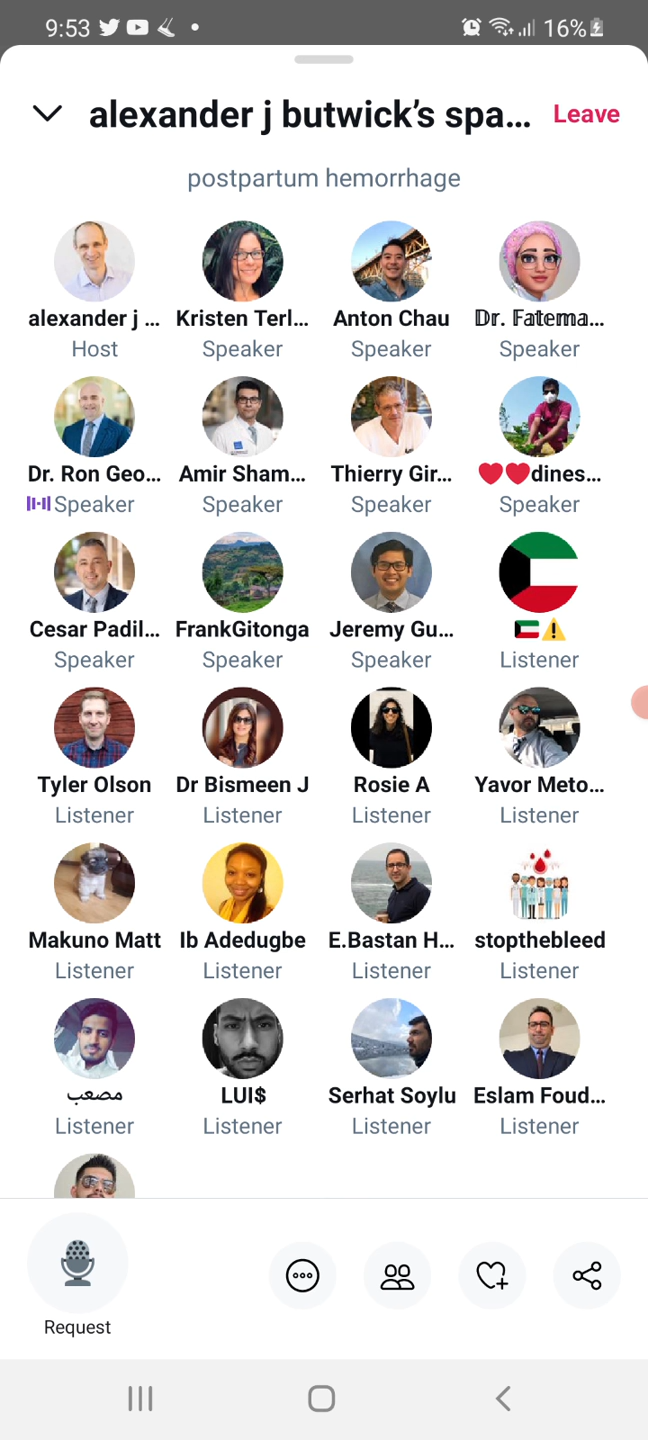 9:53 16%
alexander j butwick’s spa... Leave
postpartum hemorrhage
alexander j ... Kristen Terl... Anton Chau 𝔻r. 𝔽𝕒𝕥𝕖𝕞𝕒...
Host Speaker Speaker Speaker
Dr. Ron Geo... Amir Sham... Thierry Gir... ❤️❤️dines...
Speaker Speaker Speaker Speaker
Cesar Padil... FrankGitonga Jeremy Gu... 🇰🇼⚠️
Speaker Speaker Speaker Listener
Tyler Olson Dr Bismeen J Rosie A Yavor Meto...
Listener Listener Listener Listener
Makuno Matt Ib Adedugbe E.Bastan H... stopthebleed
Listener Listener Listener Listener
مصعب LUI$ Serhat Soylu Eslam Foud...
Listener Listener Listener Listener
Request